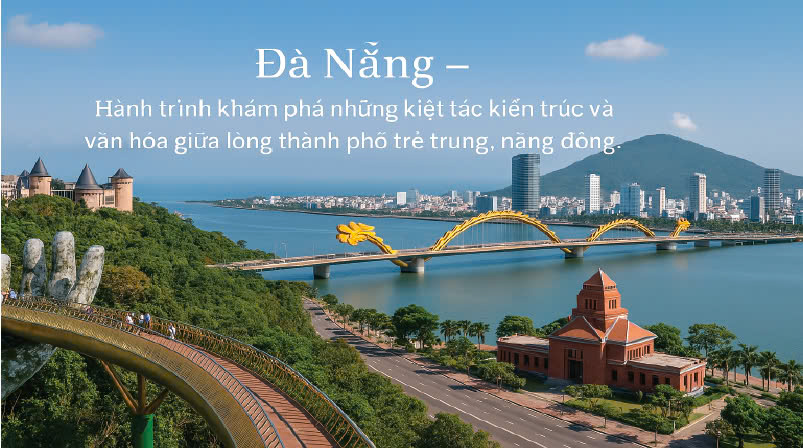 Đà Nẵng –
Hành trình khám phá những kiệt tác kiến trúc và
văn hóa giữa lòng thành phố trẻ trung, năng động.